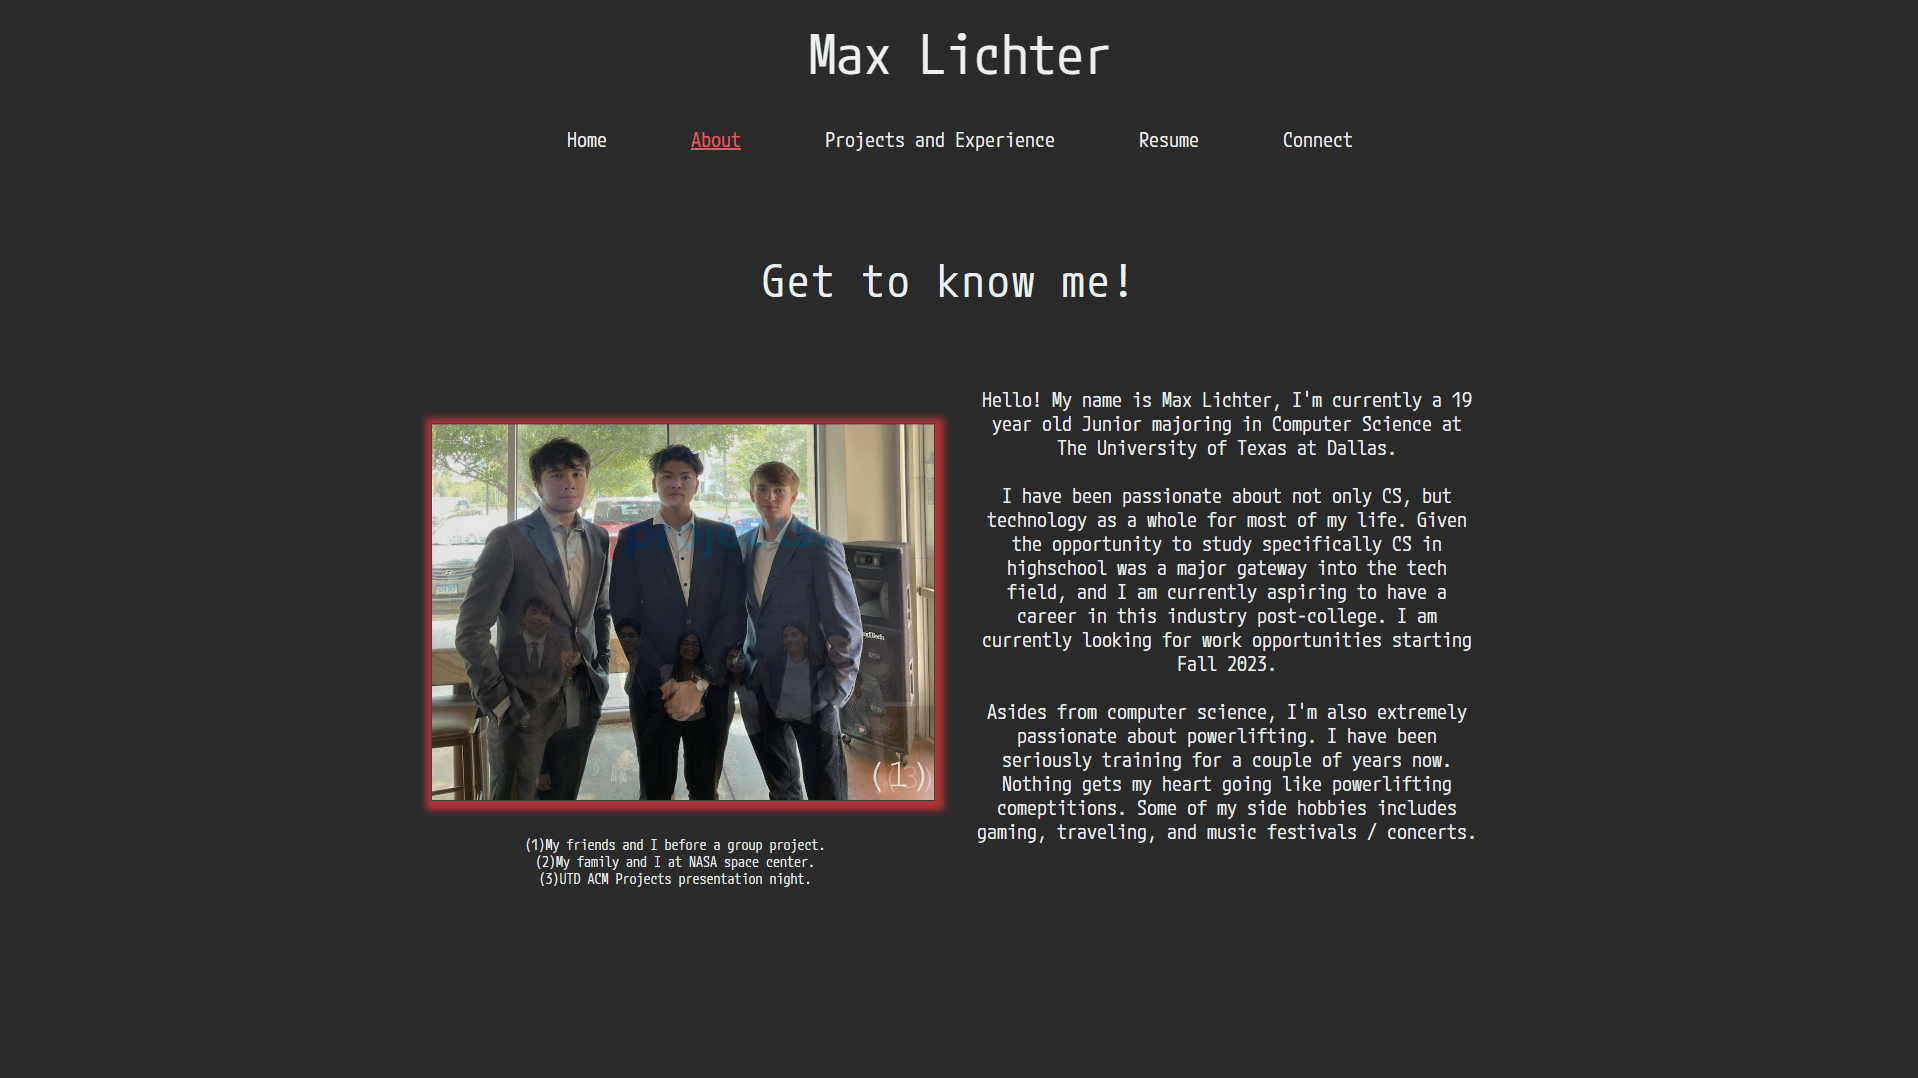 Max Lichter
Home About Projects and Experience Resume Connect
Get to know me!
projects.
(1)
(1)My friends and I before a group project.
(2)My family and I at NASA space center.
(3)UTD ACM Projects presentation night.
Hello! My name is Max Lichter, I'm currently a 19
year old Junior majoring in Computer Science at
The University of Texas at Dallas.
I have been passionate about not only CS, but
technology as a whole for most of my life. Given
the opportunity to study specifically CS in
highschool was a major gateway into the tech
field, and I am currently aspiring to have a
career in this industry post-college. I am
currently looking for work opportunities starting
Fall 2023.
Asides from computer science, I'm also extremely
passionate about powerlifting. I have been
seriously training for a couple of years now.
Nothing gets my heart going like powerlifting
comeptitions. Some of my side hobbies includes
gaming, traveling, and music festivals / concerts.